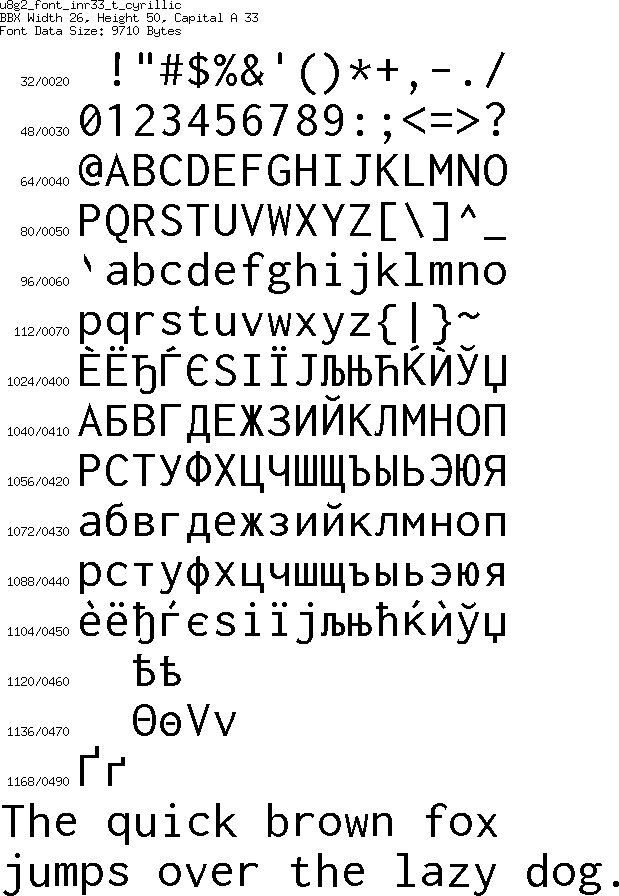 u8g2_font_inr33_t_cyrillic
BBX Width 26, Height 50, Capital A 33
Font Data Size: 9710 Bytes
32/0020 !"#$%&'()*+,-./
48/0030 0123456789:;<=>?
64/0040 @ABCDEFGHIJKLMNO
80/0050 PQRSTUVWXYZ[\]^_
96/0060 `abcdefghijklmno
112/0070 pqrstuvwxyz{|}~
1024/0400 ЀЁЂЃЄЅІЇЈЉЊЋЌЍЎЏ
1040/0410 АБВГДЕЖЗИЙКЛМНОП
1056/0420 РСТУФХЦЧШЩЪЫЬЭЮЯ
1072/0430 абвгдежзийклмноп
1088/0440 рстуфхцчшщъыьэюя
1104/0450 ѐёђѓєѕіїјљњћќѝўџ
1120/0460 Ѣѣ
1136/0470 ѲѳѴѵ
1168/0490 Ґґ
The quick brown fox
jumps over the lazy dog.